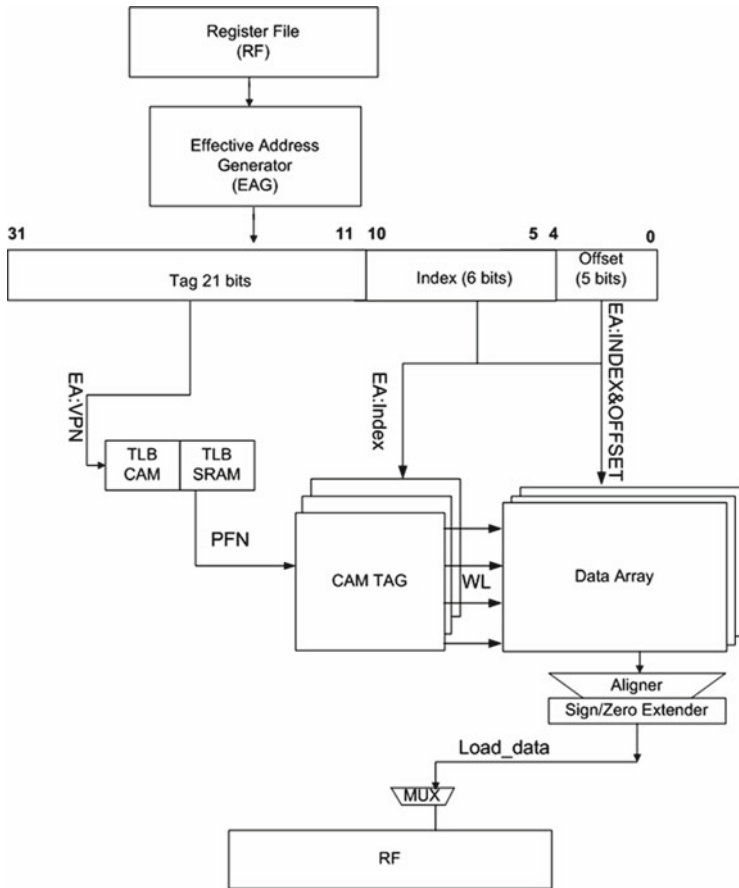 Register File
(RF)
Effective Address
Generator
(EAG)
31 11 10 5 4 0
Tag 21 bits
Index (6 bits)
Offset
(5 bits)
EA:VPN
EA:Index
EA:INDEX&OFFSET
TLB
CAM
TLB
SRAM
PFN
CAM TAG
WL
Data Array
Aligner
Sign/Zero Extender
Load_data
MUX
RF